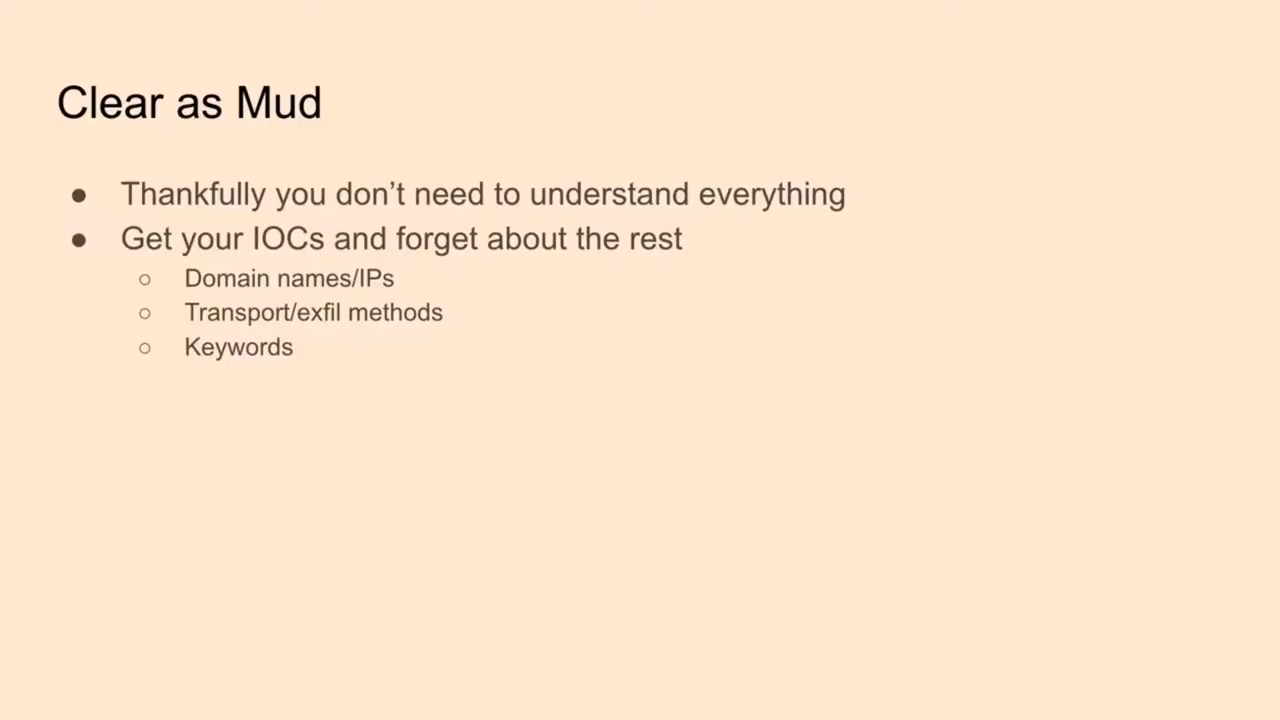 Clear as Mud
● Thankfully you don’t need to understand everything
● Get your IOCs and forget about the rest
○ Domain names/IPs
○ Transport/exfil methods
○ Keywords